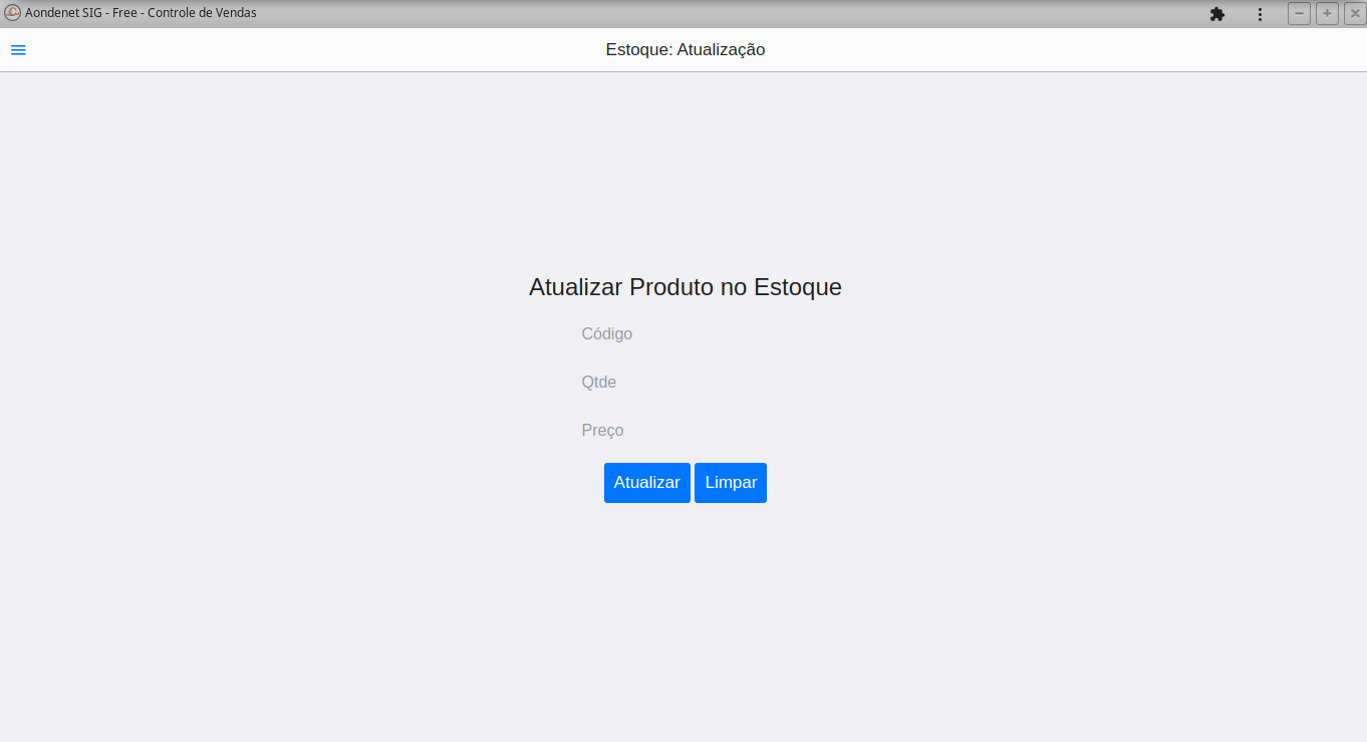 Aondenet SIG - Free - Controle de Vendas
Estoque: Atualização
Atualizar Produto no Estoque
Código
Qtde
Preço
Atualizar Limpar